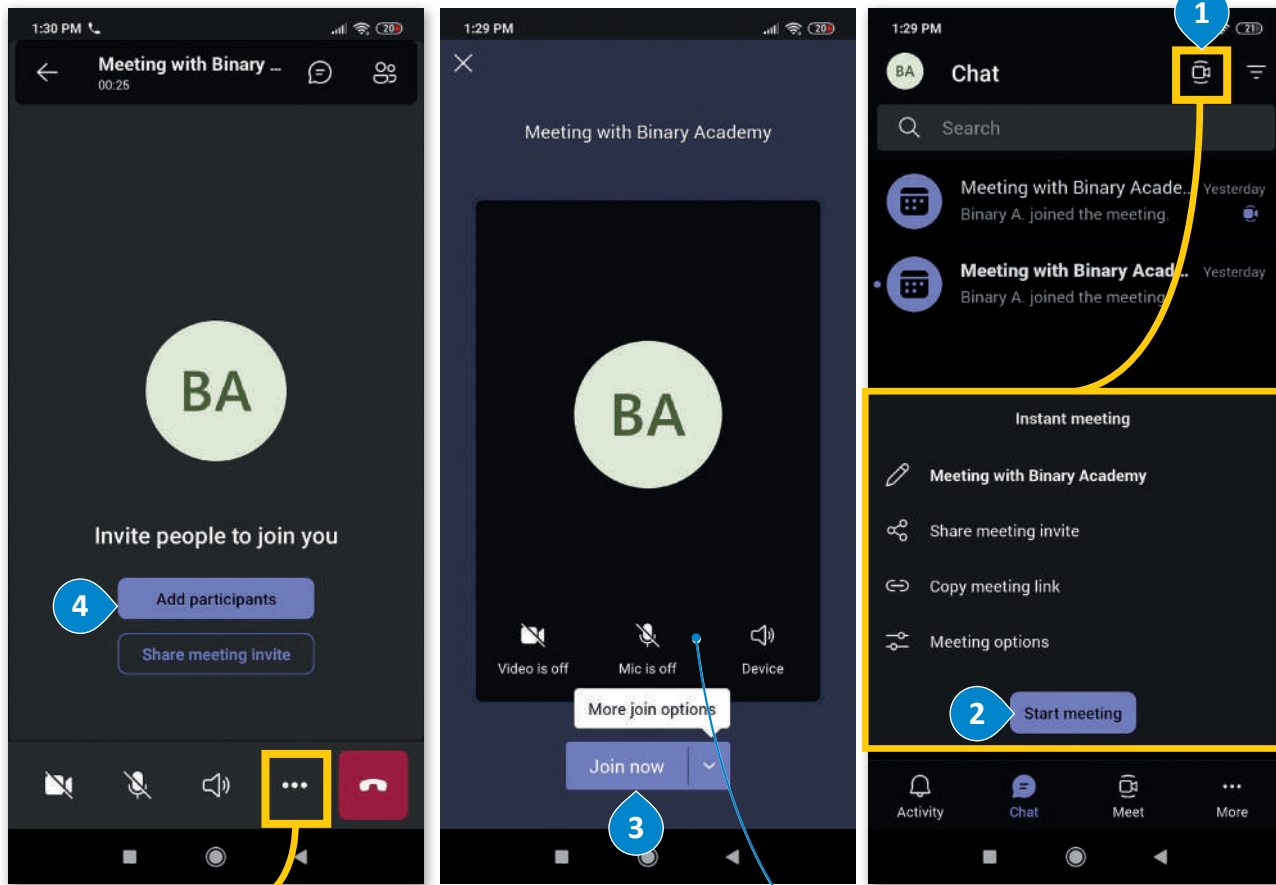 1:30 PM
20
Meeting with Binary ...
00:25
BA
Invite people to join you
4
Add participants
Share meeting invite
1:29 PM
20
Meeting with Binary Academy
BA
Video is off
Mic is off
Device
More join options
Join now
3
1
1:29 PM
21
BA
Chat
Search
Meeting with Binary Acade..
Yesterday
Binary A. joined the meeting.
Meeting with Binary Acad..
Yesterday
Binary A. joined the meeting
Instant meeting
Meeting with Binary Academy
Share meeting invite
Copy meeting link
Meeting options
2
Start meeting
Activity
Chat
Meet
More